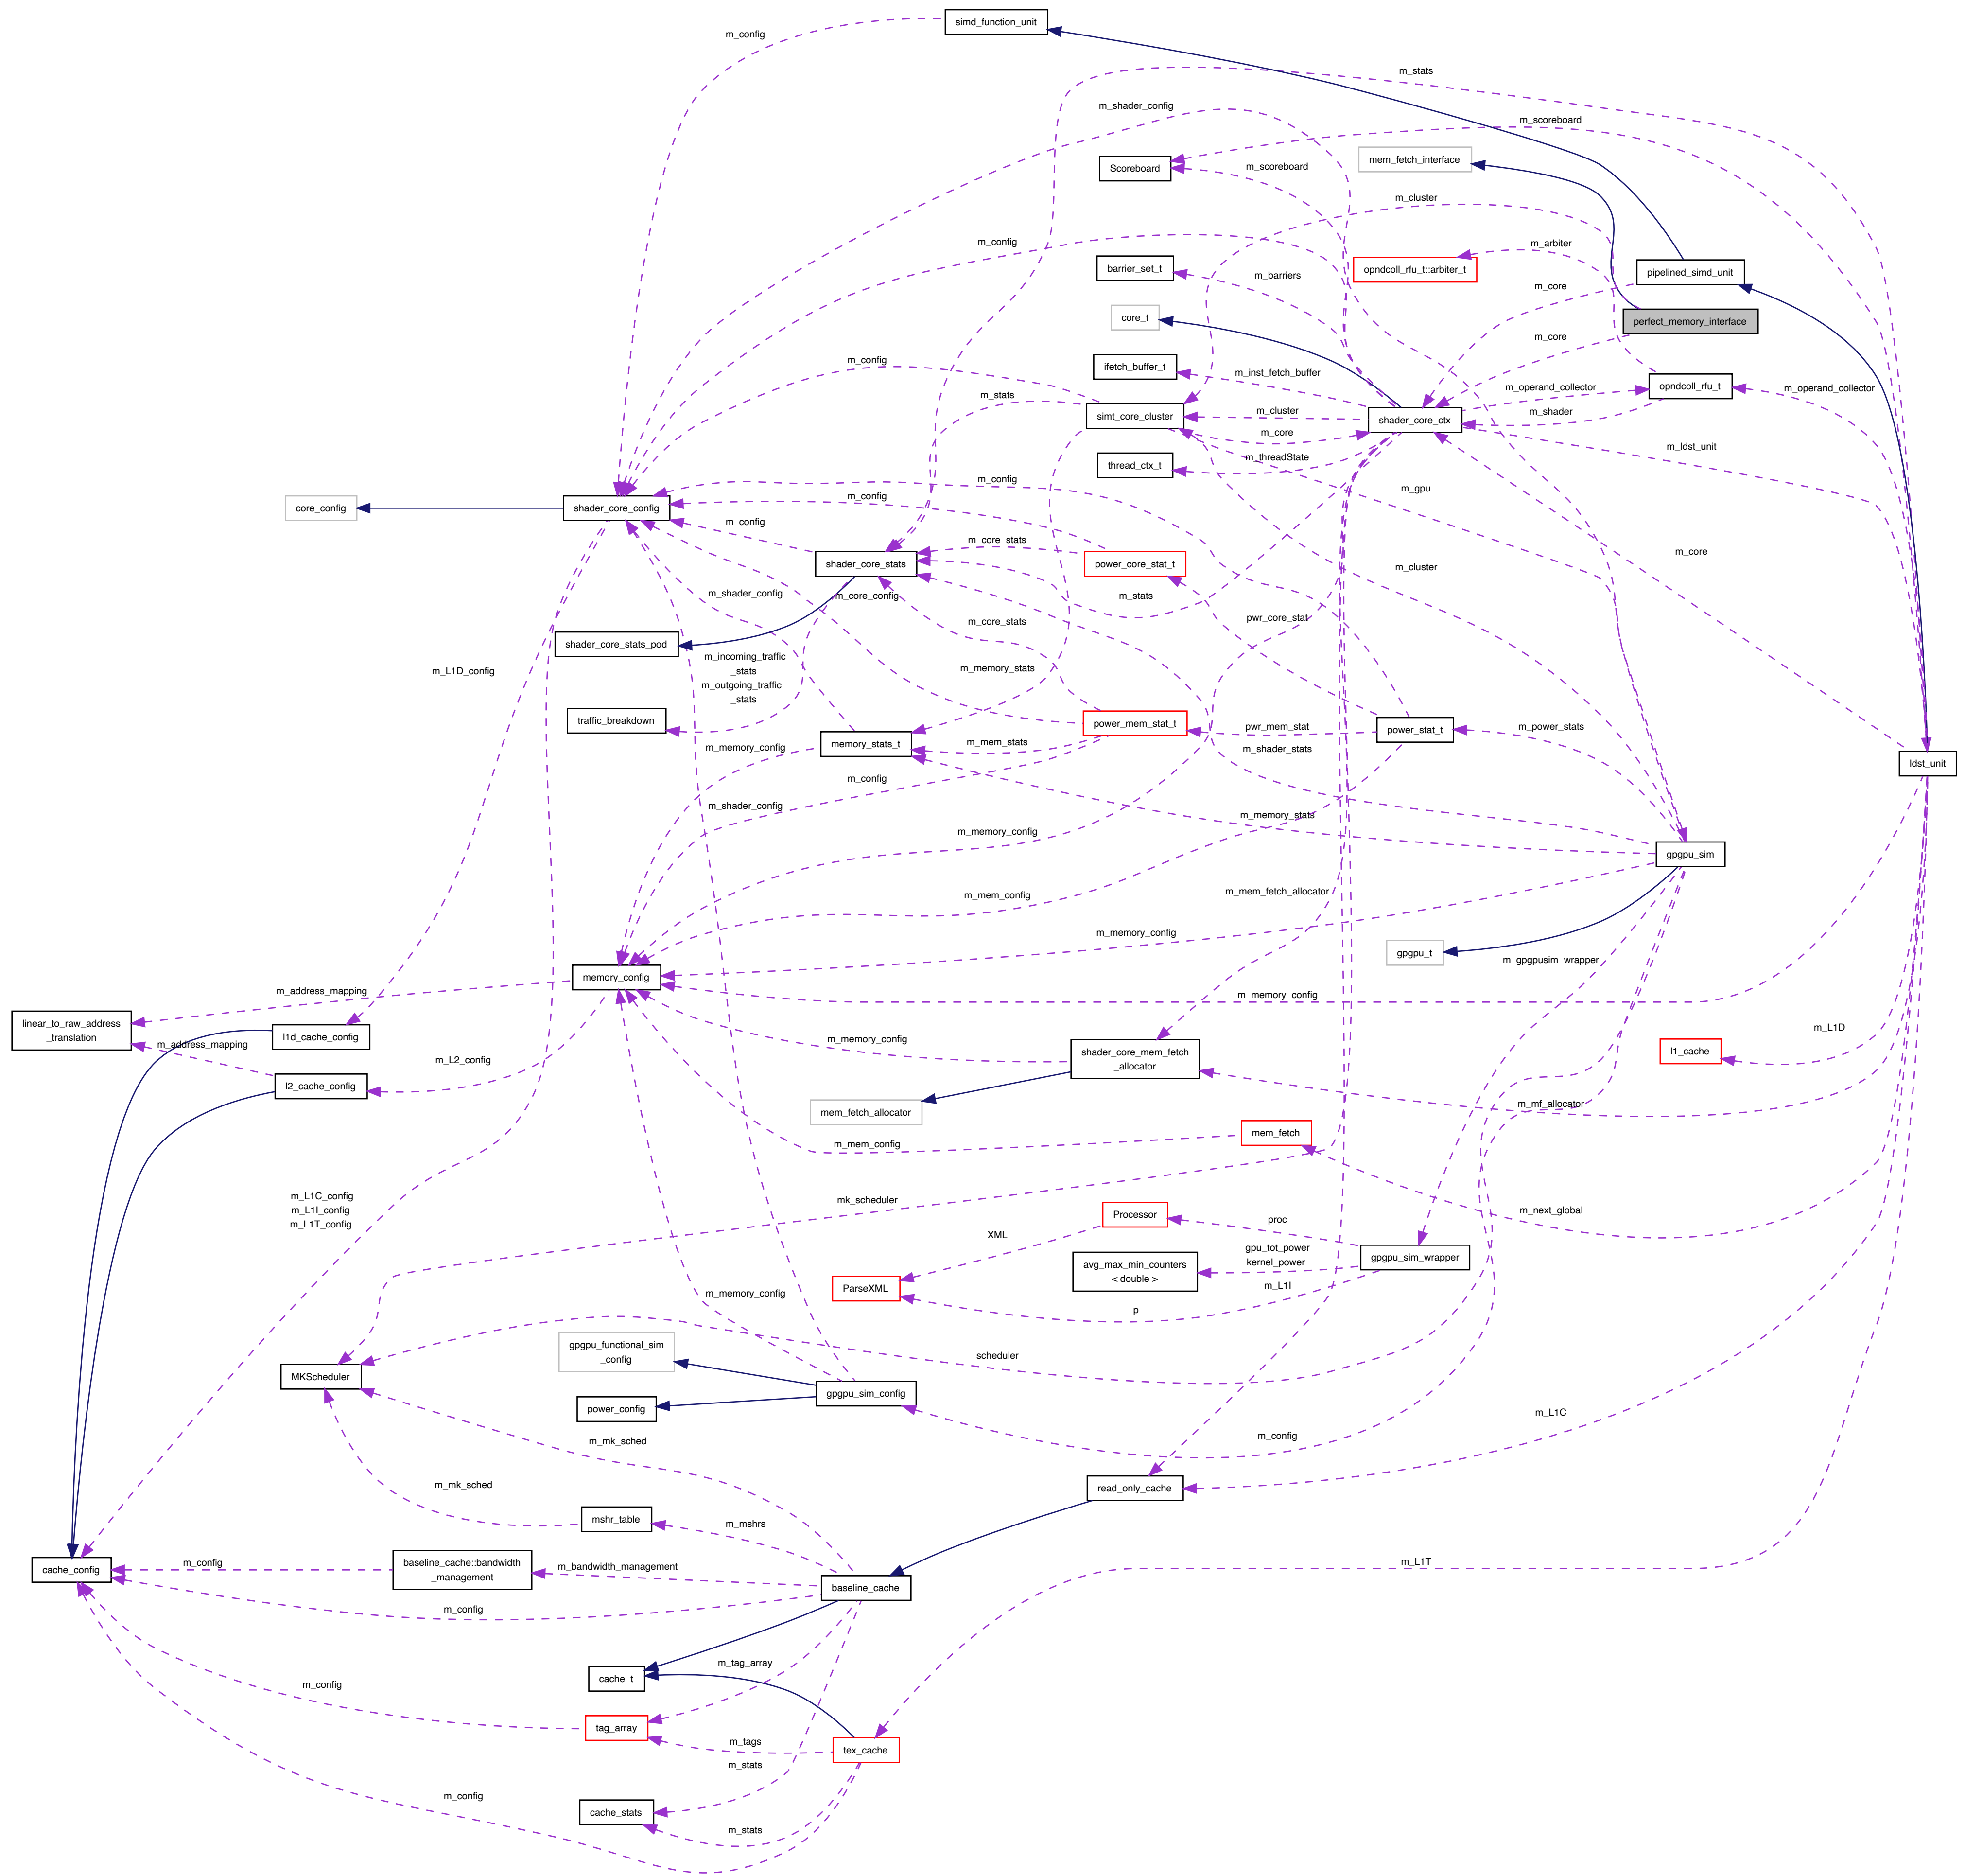 simd_function_unit
m_config
m_stats
m_shader_config
m_scoreboard
mem_fetch_interface
Scoreboard
m_scoreboard
m_cluster
m_config
m_arbiter
barrier_set_t
m_barriers
opndcoll_rfu_t::arbiter_t
pipelined_simd_unit
m_core
core_t
perfect_memory_interface
m_core
m_config
ifetch_buffer_t
m_inst_fetch_buffer
m_operand_collector
opndcoll_rfu_t
m_operand_collector
m_stats
simt_core_cluster
m_cluster
shader_core_ctx
m_shader
m_core
m_ldst_unit
thread_ctx_t
m_threadState
m_config
m_gpu
m_config
core_config
shader_core_config
m_config
m_core_stats
m_core
shader_core_stats
power_core_stat_t
m_cluster
m_shader_config
m_core_config
m_stats
m_core_stats
pwr_core_stat
shader_core_stats_pod
m_incoming_traffic
_stats
m_outgoing_traffic
_stats
m_L1D_config
m_memory_stats
traffic_breakdown
power_mem_stat_t
pwr_mem_stat
power_stat_t
m_power_stats
memory_stats_t
m_mem_stats
m_memory_config
m_shader_stats
ldst_unit
m_config
m_shader_config
m_memory_stats
m_memory_config
gpgpu_sim
m_mem_config
m_mem_fetch_allocator
m_memory_config
gpgpu_t
m_gpgpusim_wrapper
memory_config
m_address_mapping
m_memory_config
linear_to_raw_address
_translation
l1d_cache_config
m_address_mapping
m_L1D
m_memory_config
shader_core_mem_fetch
_allocator
l1_cache
m_L2_config
l2_cache_config
mem_fetch_allocator
m_mf_allocator
mem_fetch
m_mem_config
m_L1C_config
m_L1I_config
m_L1T_config
mk_scheduler
Processor
proc
m_next_global
XML
gpu_tot_power
kernel_power
gpgpu_sim_wrapper
avg_max_min_counters
< double >
ParseXML
m_L1I
m_memory_config
p
gpgpu_functional_sim
_config
scheduler
MKScheduler
gpgpu_sim_config
power_config
m_L1C
m_mk_sched
m_config
m_mk_sched
read_only_cache
mshr_table
m_mshrs
cache_config
m_config
baseline_cache::bandwidth
_management
m_bandwidth_management
m_L1T
baseline_cache
m_config
cache_t
m_tag_array
m_config
tag_array
m_tags
tex_cache
m_stats
m_config
cache_stats
m_stats